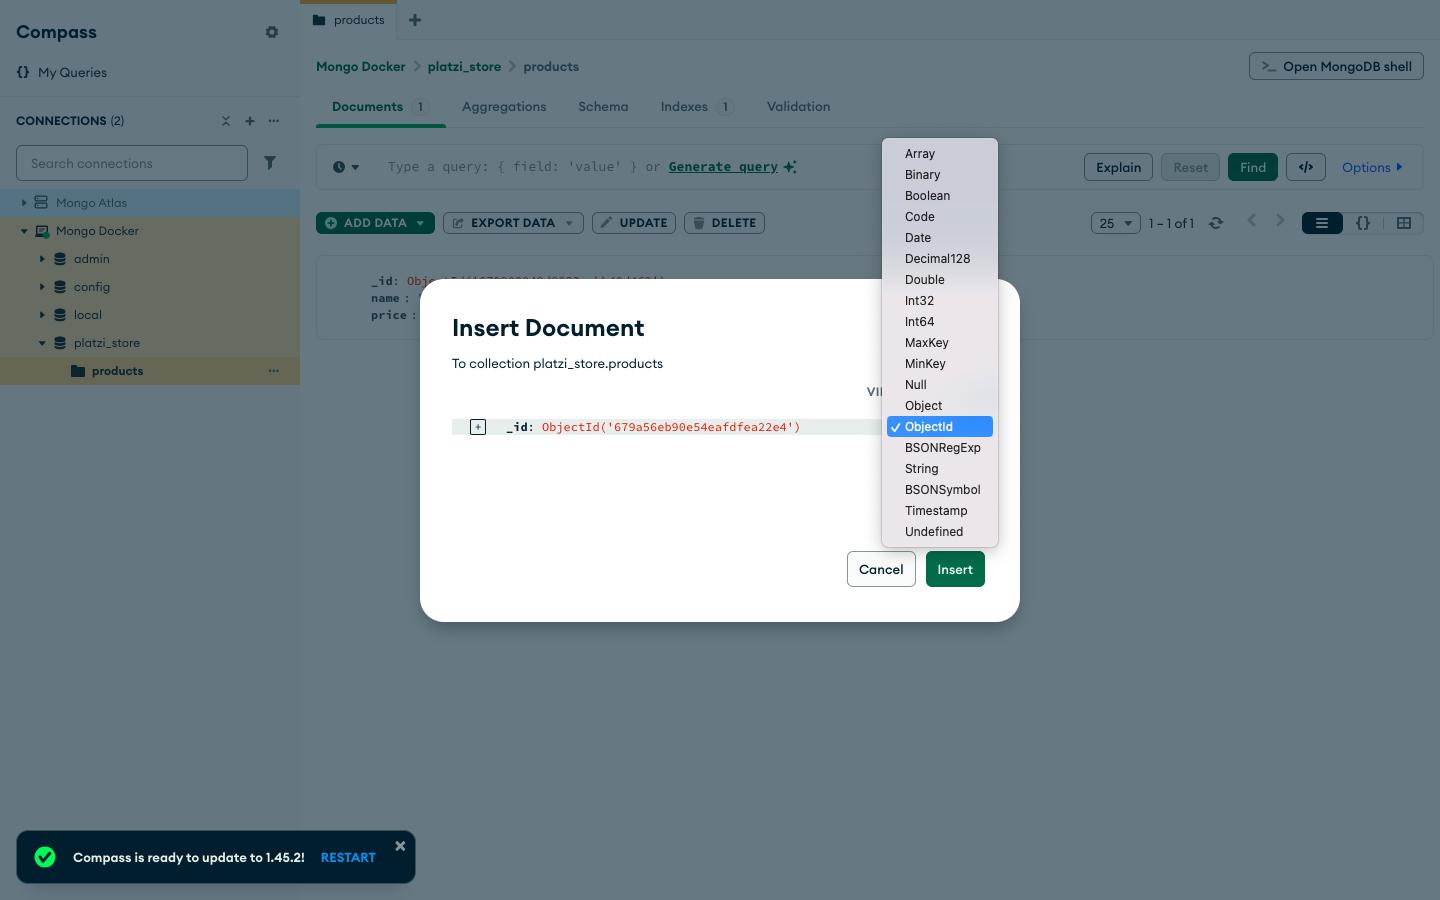 Compass
{} My Queries
CONNECTIONS (2)
Search connections
Mongo Atlas
Mongo Docker
admin
config
local
platzi_store
products
products
Mongo Docker > platzi_store > products
>_ Open MongoDB shell
Documents 1
Aggregations
Schema
Indexes 1
Validation
Type a query: { field: 'value' } or Generate query
Explain
Reset
Find
</>
Options
ADD DATA
EXPORT DATA
UPDATE
DELETE
25
1 – 1 of 1
{}
_id:
name :
price :
Insert Document
To collection platzi_store.products
_id: ObjectId('679a56eb90e54eafdfea22e4')
Array
Binary
Boolean
Code
Date
Decimal128
Double
Int32
Int64
MaxKey
MinKey
Null
Object
ObjectId
BSONRegExp
String
BSONSymbol
Timestamp
Undefined
Cancel
Insert
Compass is ready to update to 1.45.2!
RESTART